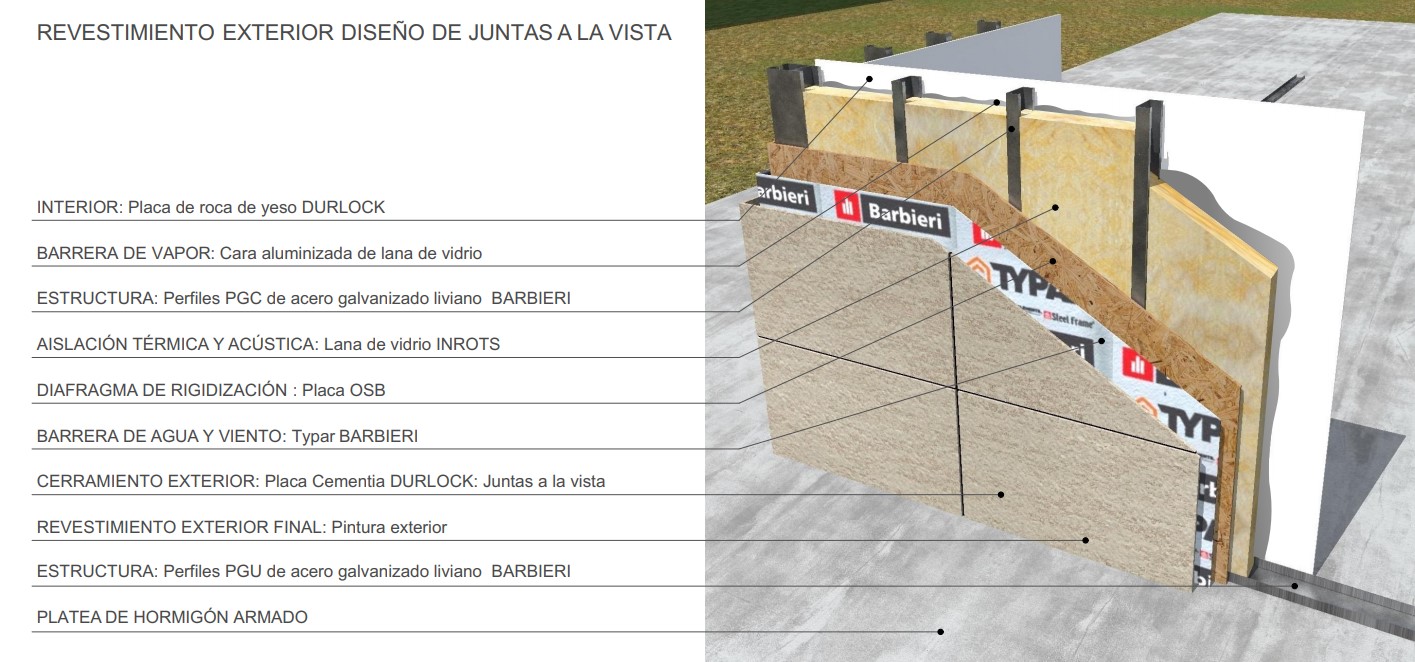 REVESTIMIENTO EXTERIOR DISEÑO DE JUNTAS A LA VISTA
INTERIOR: Placa de roca de yeso DURLOCK
BARRERA DE VAPOR: Cara aluminizada de lana de vidrio
ESTRUCTURA: Perfiles PGC de acero galvanizado liviano BARBIERI
AISLACIÓN TÉRMICA Y ACÚSTICA: Lana de vidrio INROTS
DIAFRAGMA DE RIGIDIZACIÓN : Placa OSB
BARRERA DE AGUA Y VIENTO: Typar BARBIERI
CERRAMIENTO EXTERIOR: Placa Cementia DURLOCK: Juntas a la vista
REVESTIMIENTO EXTERIOR FINAL: Pintura exterior
ESTRUCTURA: Perfiles PGU de acero galvanizado liviano BARBIERI
PLATEA DE HORMIGÓN ARMADO
arbieri
Barbieri
TYPA
Steel Frame
TYP